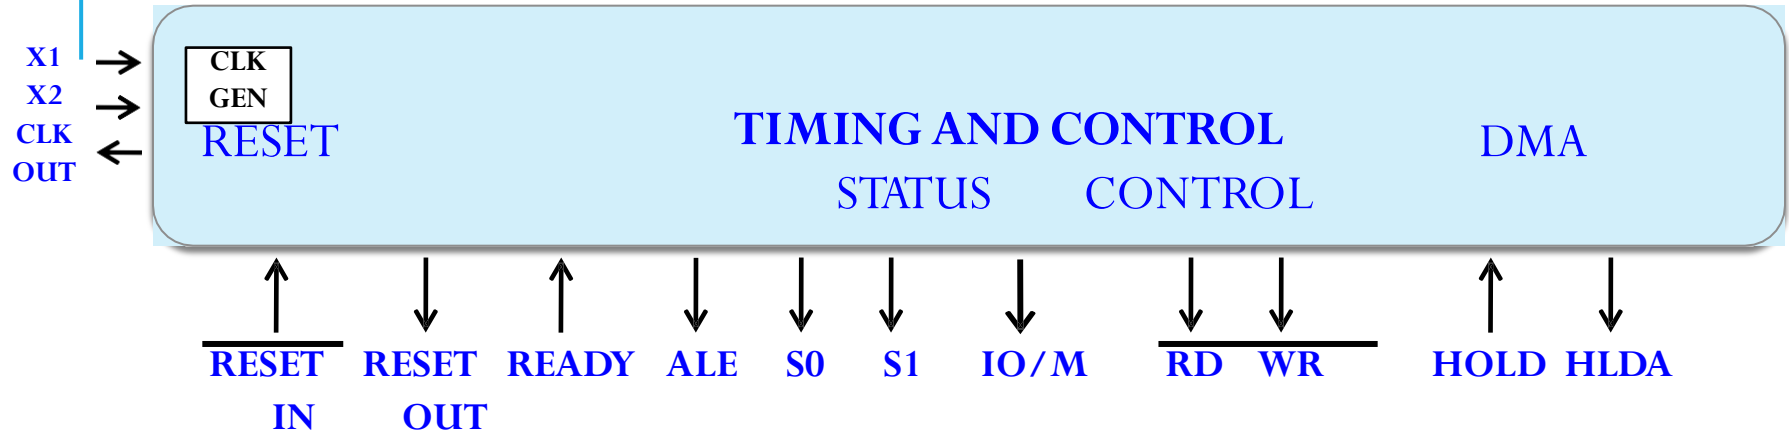 X1
X2
CLK
OUT
CLK
GEN
RESET
TIMING AND CONTROL
DMA
STATUS CONTROL
RESET RESET READY ALE S0 S1 IO/M RD WR HOLD HLDA
IN OUT